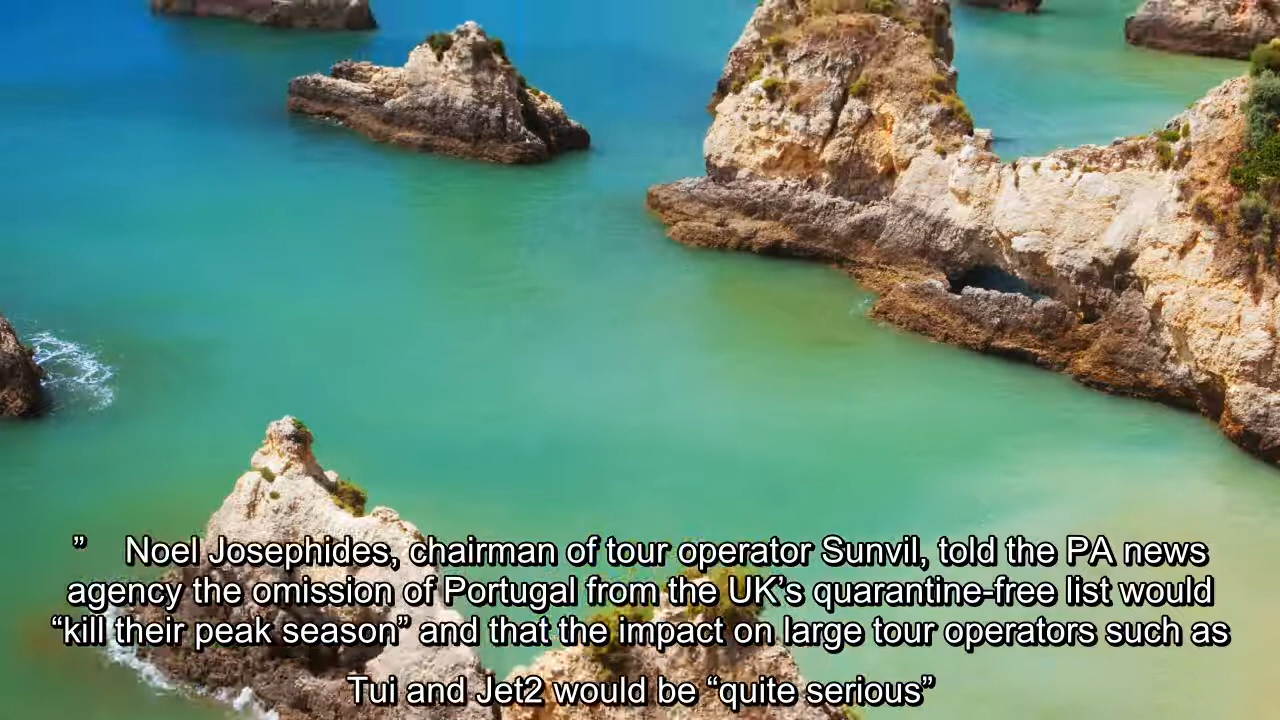 ” Noel Josephides, chairman of tour operator Sunvil, told the PA news
agency the omission of Portugal from the UK’s quarantine-free list would
“kill their peak season” and that the impact on large tour operators such as
Tui and Jet2 would be “quite serious”